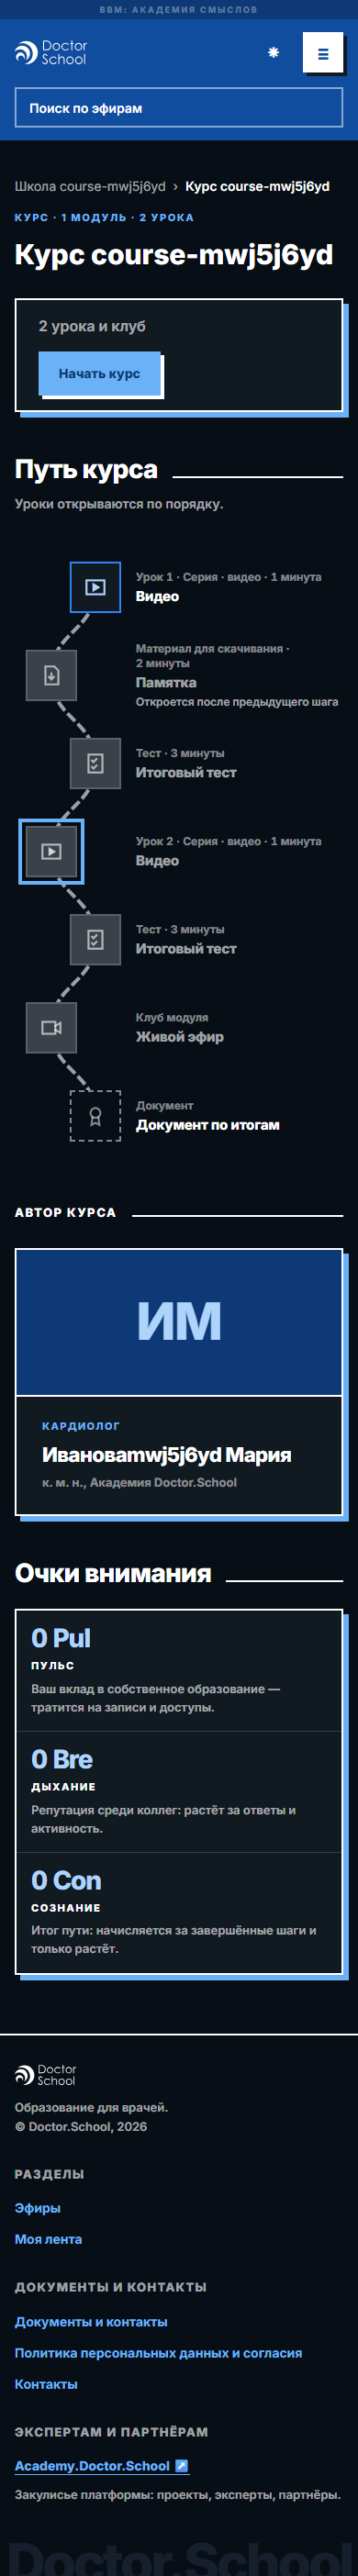 ВВМ: АКАДЕМИЯ СМЫСЛОВ
Doctor
School
Поиск по эфирам
Школа course-mwj5j6yd › Курс course-mwj5j6yd
КУРС · 1 МОДУЛЬ · 2 УРОКА
Курс course-mwj5j6yd
2 урока и клуб
Начать курс
Путь курса
Уроки открываются по порядку.
Урок 1 · Серия · видео · 1 минута
Видео
Материал для скачивания ·
2 минуты
Памятка
Откроется после предыдущего шага
Тест · 3 минуты
Итоговый тест
Урок 2 · Серия · видео · 1 минута
Видео
Тест · 3 минуты
Итоговый тест
Клуб модуля
Живой эфир
Документ
Документ по итогам
АВТОР КУРСА
ИМ
КАРДИОЛОГ
Ивановаmwj5j6yd Мария
к. м. н., Академия Doctor.School
Очки внимания
0 Pul
ПУЛЬС
Ваш вклад в собственное образование —
тратится на записи и доступы.
0 Bre
ДЫХАНИЕ
Репутация среди коллег: растёт за ответы и
активность.
0 Con
СОЗНАНИЕ
Итог пути: начисляется за завершённые шаги и
только растёт.
Doctor
School
Образование для врачей.
© Doctor.School, 2026
РАЗДЕЛЫ
Эфиры
Моя лента
ДОКУМЕНТЫ И КОНТАКТЫ
Документы и контакты
Политика персональных данных и согласия
Контакты
ЭКСПЕРТАМ И ПАРТНЁРАМ
Academy.Doctor.School ↗
Закулисье платформы: проекты, эксперты, партнёры.
Doctor.School